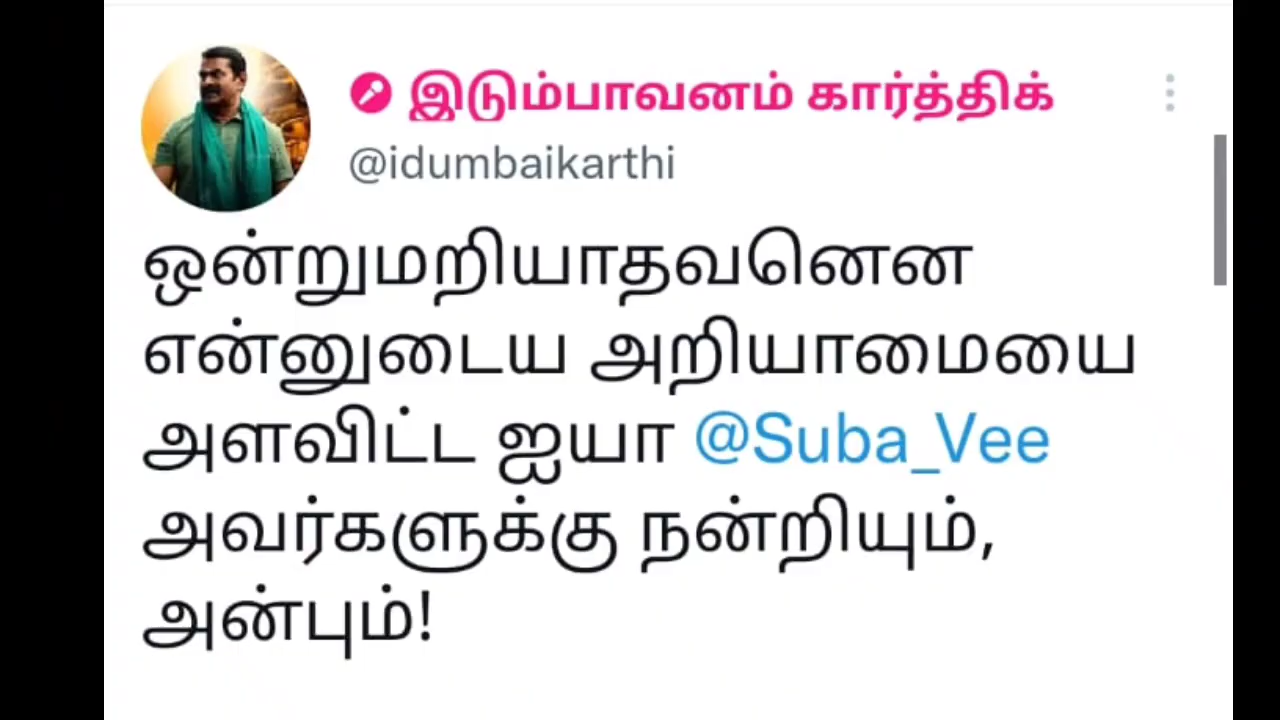 இடும்பாவனம் கார்த்திக்
@idumbaikarthi
ஒன்றுமறியாதவனென
என்னுடைய அறியாமையை
அளவிட்ட ஐயா @Suba_Vee
அவர்களுக்கு நன்றியும்,
அன்பும்!